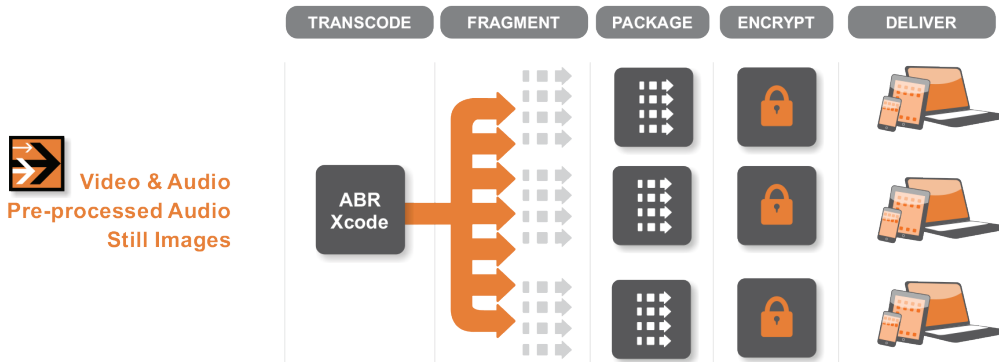 TRANSCODE
FRAGMENT
PACKAGE
ENCRYPT
DELIVER
Video & Audio
Pre-processed Audio
Still Images
ABR
Xcode